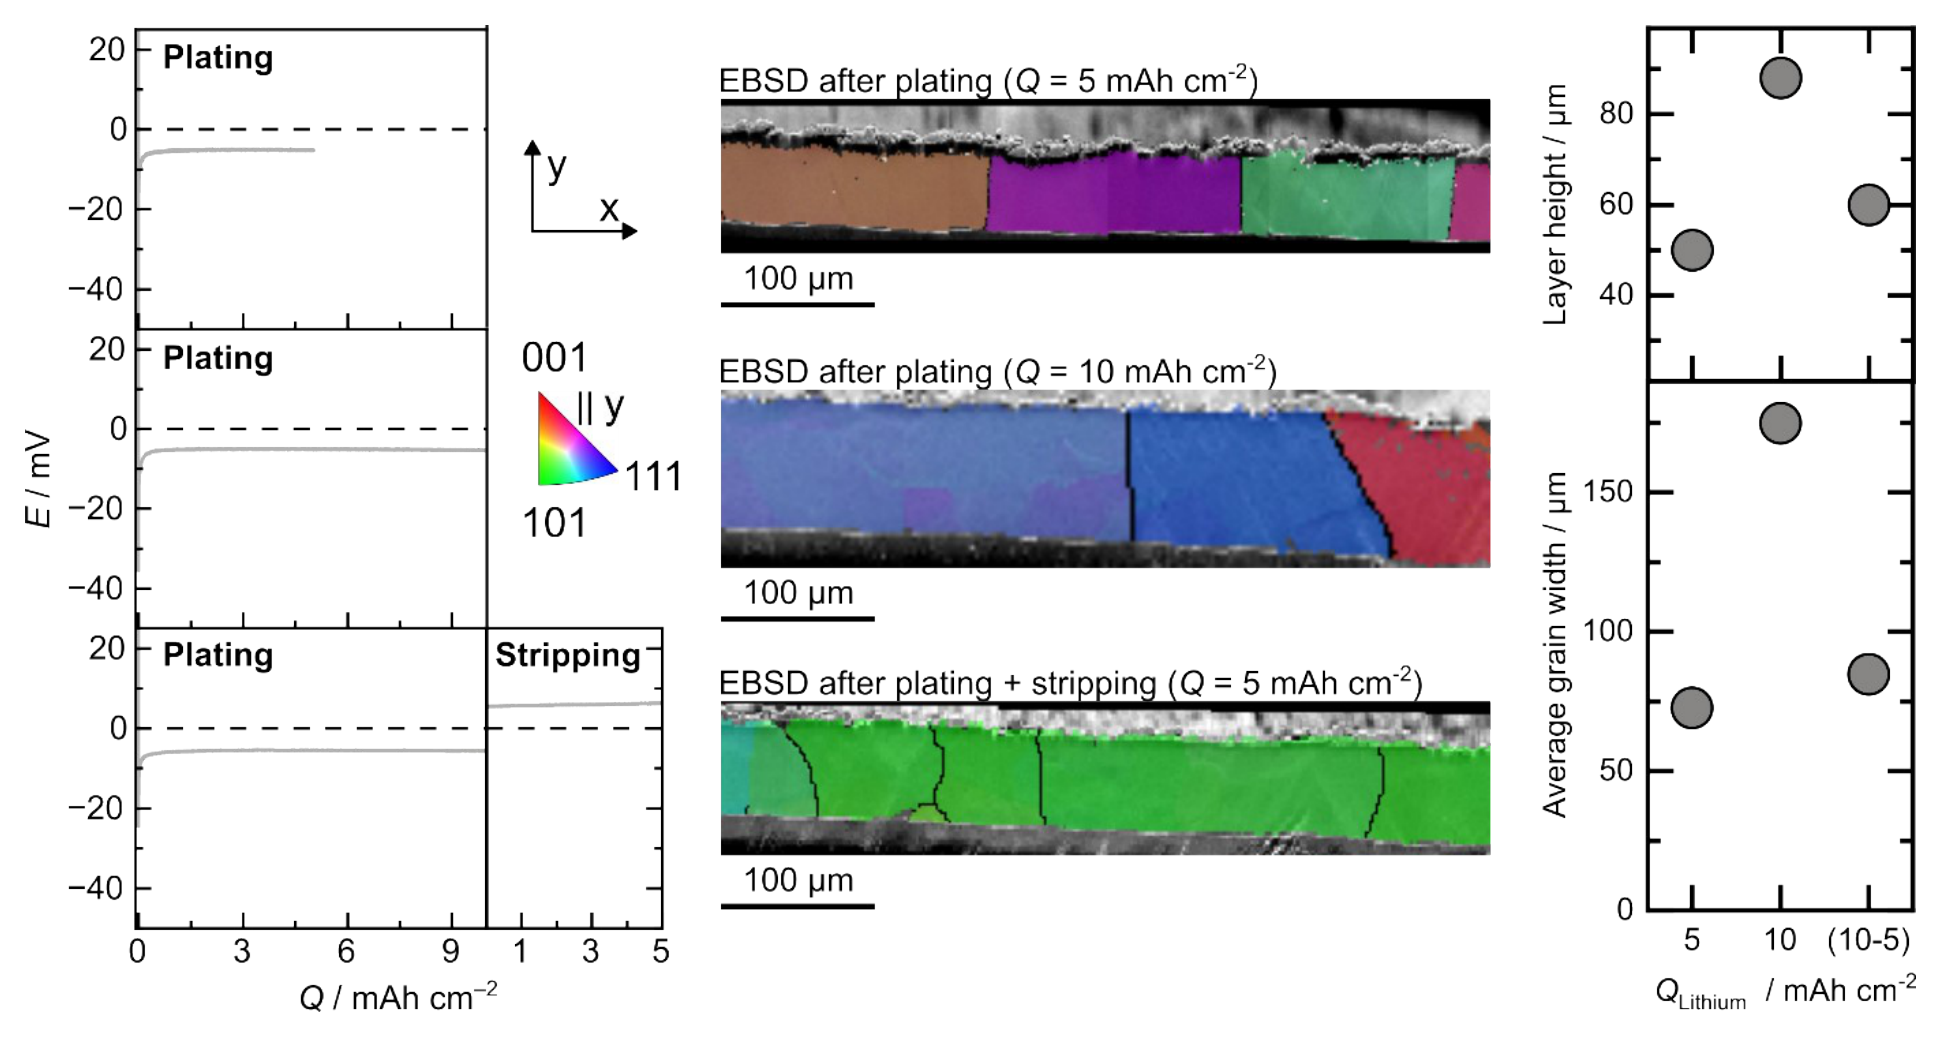 Plating
20
0
−20
−40
Plating
20
0
−20
−40
Plating
Stripping
20
0
−20
−40
E / mV
0 3 6 9 1 3 5
Q / mAh cm⁻²
y
x
001
|| y
111
101
EBSD after plating (Q = 5 mAh cm⁻²)
100 µm
EBSD after plating (Q = 10 mAh cm⁻²)
100 µm
EBSD after plating + stripping (Q = 5 mAh cm⁻²)
100 µm
Layer height / µm
80
60
40
Average grain width / µm
150
100
50
0
5 10 (10-5)
Q_Lithium / mAh cm⁻²